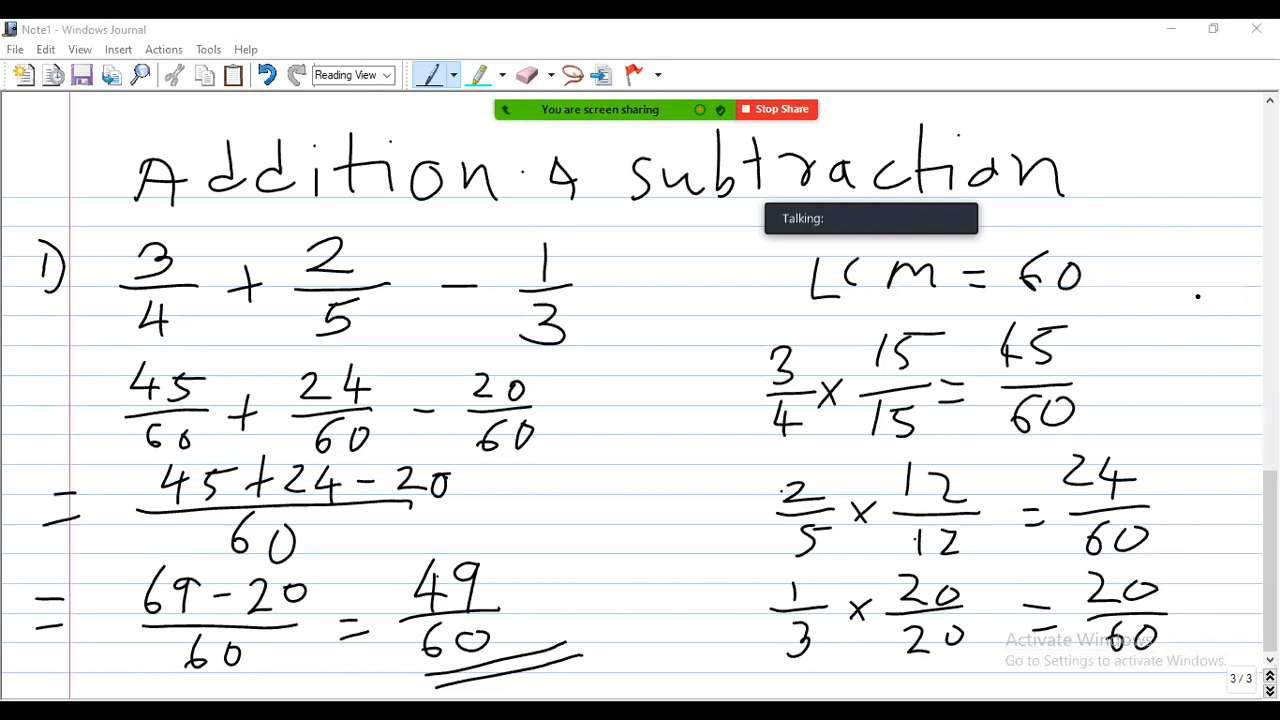 Note1 - Windows Journal
File Edit View Insert Actions Tools Help
Reading View
You are screen sharing Stop Share
Addition & subtraction
Talking:
1) 3/4 + 2/5 - 1/3
LCM = 60
45/60 + 24/60 - 20/60
3/4 × 15/15 = 45/60
= 45+24-20/60
2/5 × 12/12 = 24/60
= 69-20/60 = 49/60
1/3 × 20/20 = 20/60
Activate Windows
Go to Settings to activate Windows.
3 / 3